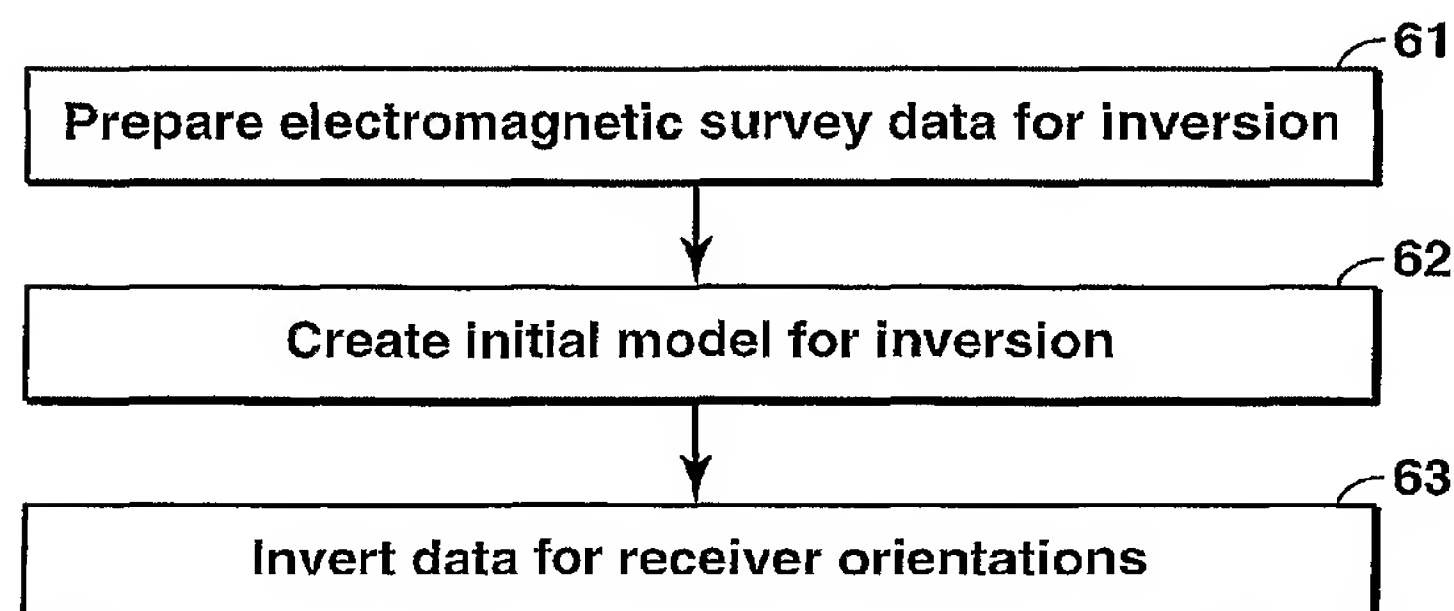 61
Prepare electromagnetic survey data for inversion
62
Create initial model for inversion
63
Invert data for receiver orientations